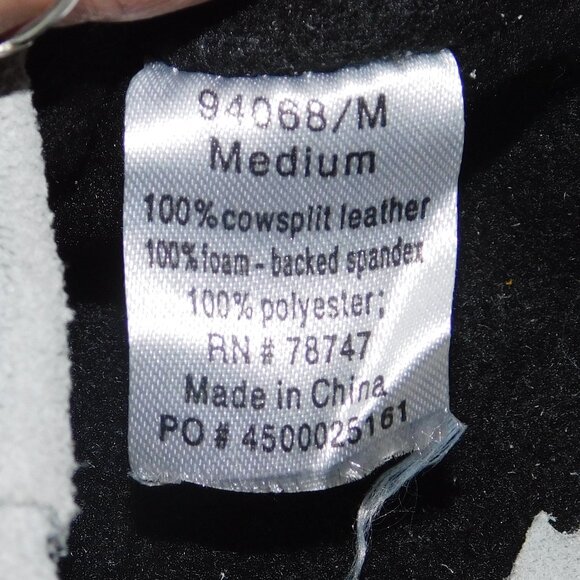 94068/M
Medium
100%cowsplit leather
100%foam - backed spandex
100% polyester;
RN # 78747
Made in China
PO # 4500025161